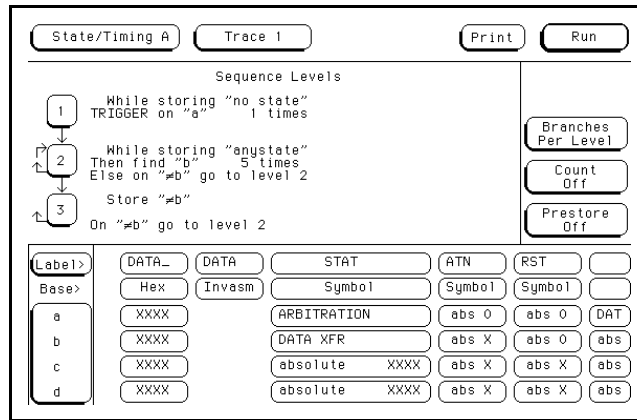 State/Timing A Trace 1 Print Run
Sequence Levels
1 While storing "no state"
TRIGGER on "a" 1 times
2 While storing "anystate"
Then find "b" 5 times
Else on "≠b" go to level 2
3 Store "≠b"
On "≠b" go to level 2
Branches
Per Level
Count
Off
Prestore
Off
Label> DATA_ DATA STAT ATN RST
Base> Hex Invasm Symbol Symbol Symbol
a XXXX ARBITRATION abs 0 abs 0 DAT
b XXXX DATA XFR abs X abs 0 abs
c XXXX absolute XXXX abs X abs X abs
d XXXX absolute XXXX abs X abs X abs